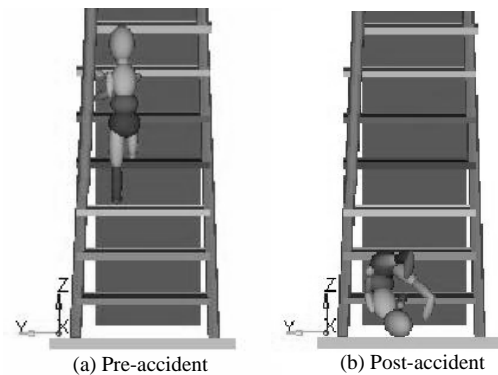 Z
Y
X
(a) Pre-accident
Z
Y
X
(b) Post-accident